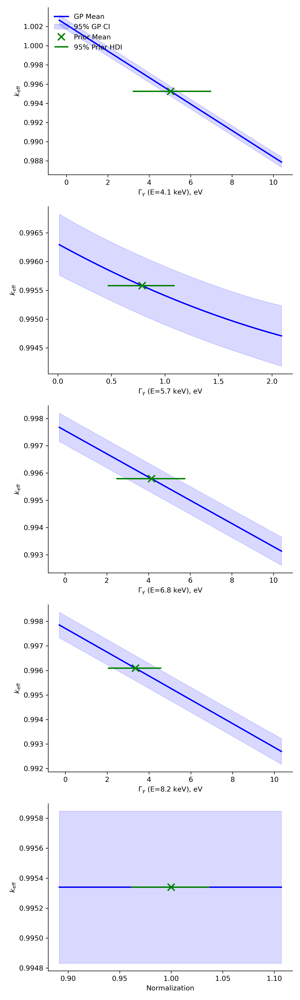 GP Mean
95% GP CI
Prior Mean
95% Prior HDI
1.002
1.000
0.998
0.996
0.994
0.992
0.990
0.988
k_eff
0 2 4 6 8 10
Γ_γ (E=4.1 keV), eV
0.9965
0.9960
0.9955
0.9950
0.9945
k_eff
0.0 0.5 1.0 1.5 2.0
Γ_γ (E=5.7 keV), eV
0.998
0.997
0.996
0.995
0.994
0.993
k_eff
0 2 4 6 8 10
Γ_γ (E=6.8 keV), eV
0.998
0.997
0.996
0.995
0.994
0.993
0.992
k_eff
0 2 4 6 8 10
Γ_γ (E=8.2 keV), eV
0.9958
0.9956
0.9954
0.9952
0.9950
0.9948
k_eff
0.90 0.95 1.00 1.05 1.10
Normalization